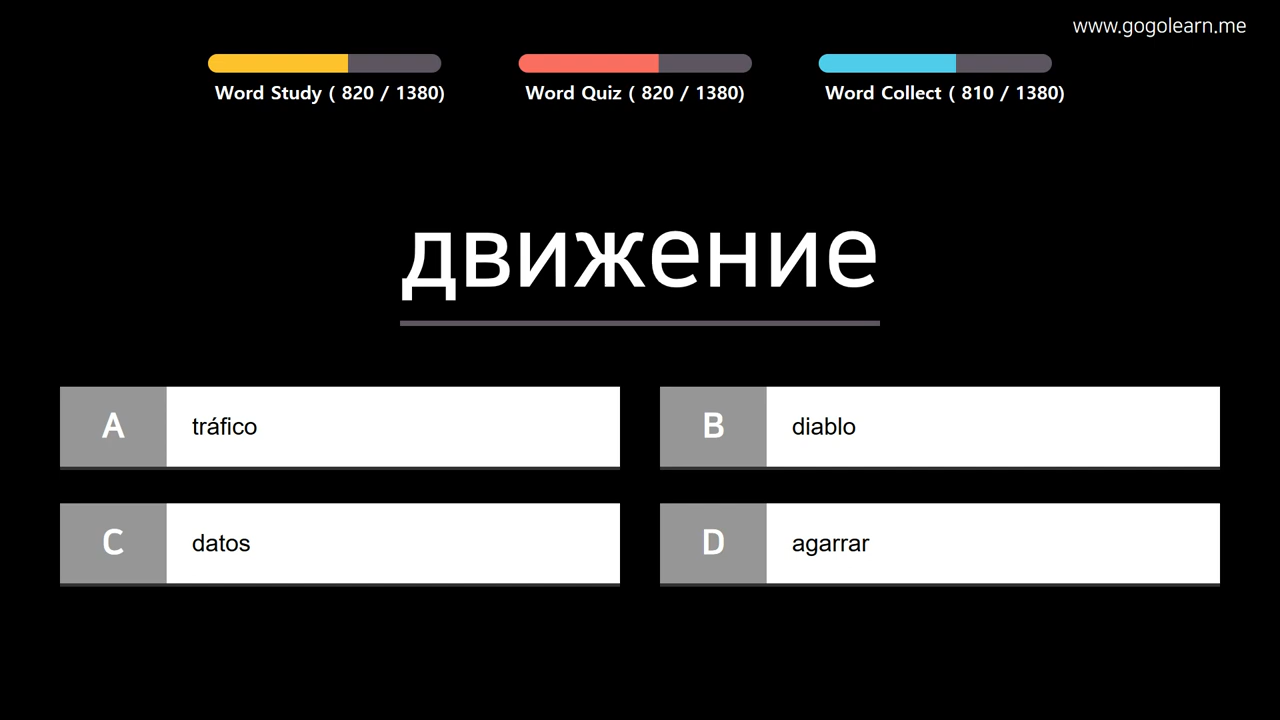 www.gogolearn.me
Word Study ( 820 / 1380)
Word Quiz ( 820 / 1380)
Word Collect ( 810 / 1380)
движение
A tráfico
B diablo
C datos
D agarrar